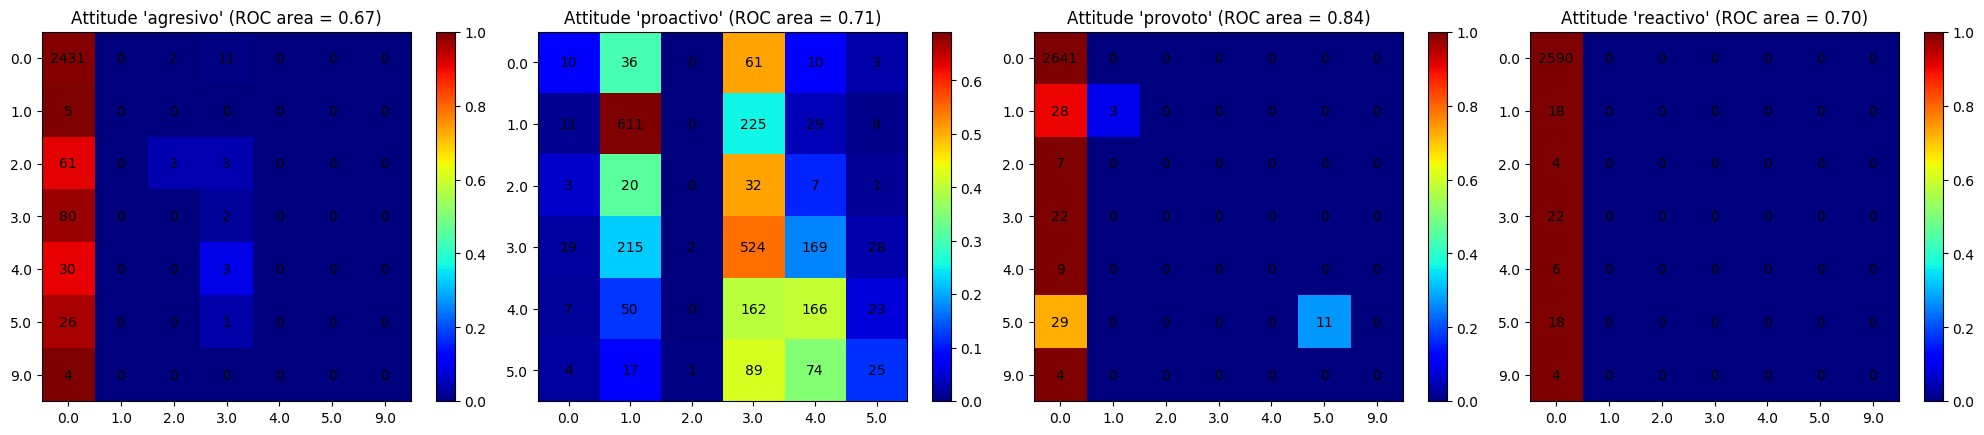 Attitude 'agresivo' (ROC area = 0.67)
0.0 2431 0 2 11 0 0 0
1.0 5 0 0 0 0 0 0
2.0 61 0 3 3 0 0 0
3.0 80 0 0 2 0 0 0
4.0 30 0 0 3 0 0 0
5.0 26 0 0 1 0 0 0
9.0 4 0 0 0 0 0 0
0.0 1.0 2.0 3.0 4.0 5.0 9.0
1.0
0.8
0.6
0.4
0.2
0.0
Attitude 'proactivo' (ROC area = 0.71)
0.0 10 36 0 61 10 3
1.0 11 611 0 225 29 8
2.0 3 20 0 32 7 1
3.0 19 215 2 524 169 28
4.0 7 50 0 162 166 23
5.0 4 17 1 89 74 25
0.0 1.0 2.0 3.0 4.0 5.0
0.6
0.5
0.4
0.3
0.2
0.1
0.0
Attitude 'provoto' (ROC area = 0.84)
0.0 2641 0 0 0 0 0 0
1.0 28 3 0 0 0 0 0
2.0 7 0 0 0 0 0 0
3.0 22 0 0 0 0 0 0
4.0 9 0 0 0 0 0 0
5.0 29 0 0 0 0 11 0
9.0 4 0 0 0 0 0 0
0.0 1.0 2.0 3.0 4.0 5.0 9.0
1.0
0.8
0.6
0.4
0.2
0.0
Attitude 'reactivo' (ROC area = 0.70)
0.0 2590 0 0 0 0 0 0
1.0 18 0 0 0 0 0 0
2.0 4 0 0 0 0 0 0
3.0 22 0 0 0 0 0 0
4.0 6 0 0 0 0 0 0
5.0 18 0 0 0 0 0 0
9.0 4 0 0 0 0 0 0
0.0 1.0 2.0 3.0 4.0 5.0 9.0
1.0
0.8
0.6
0.4
0.2
0.0